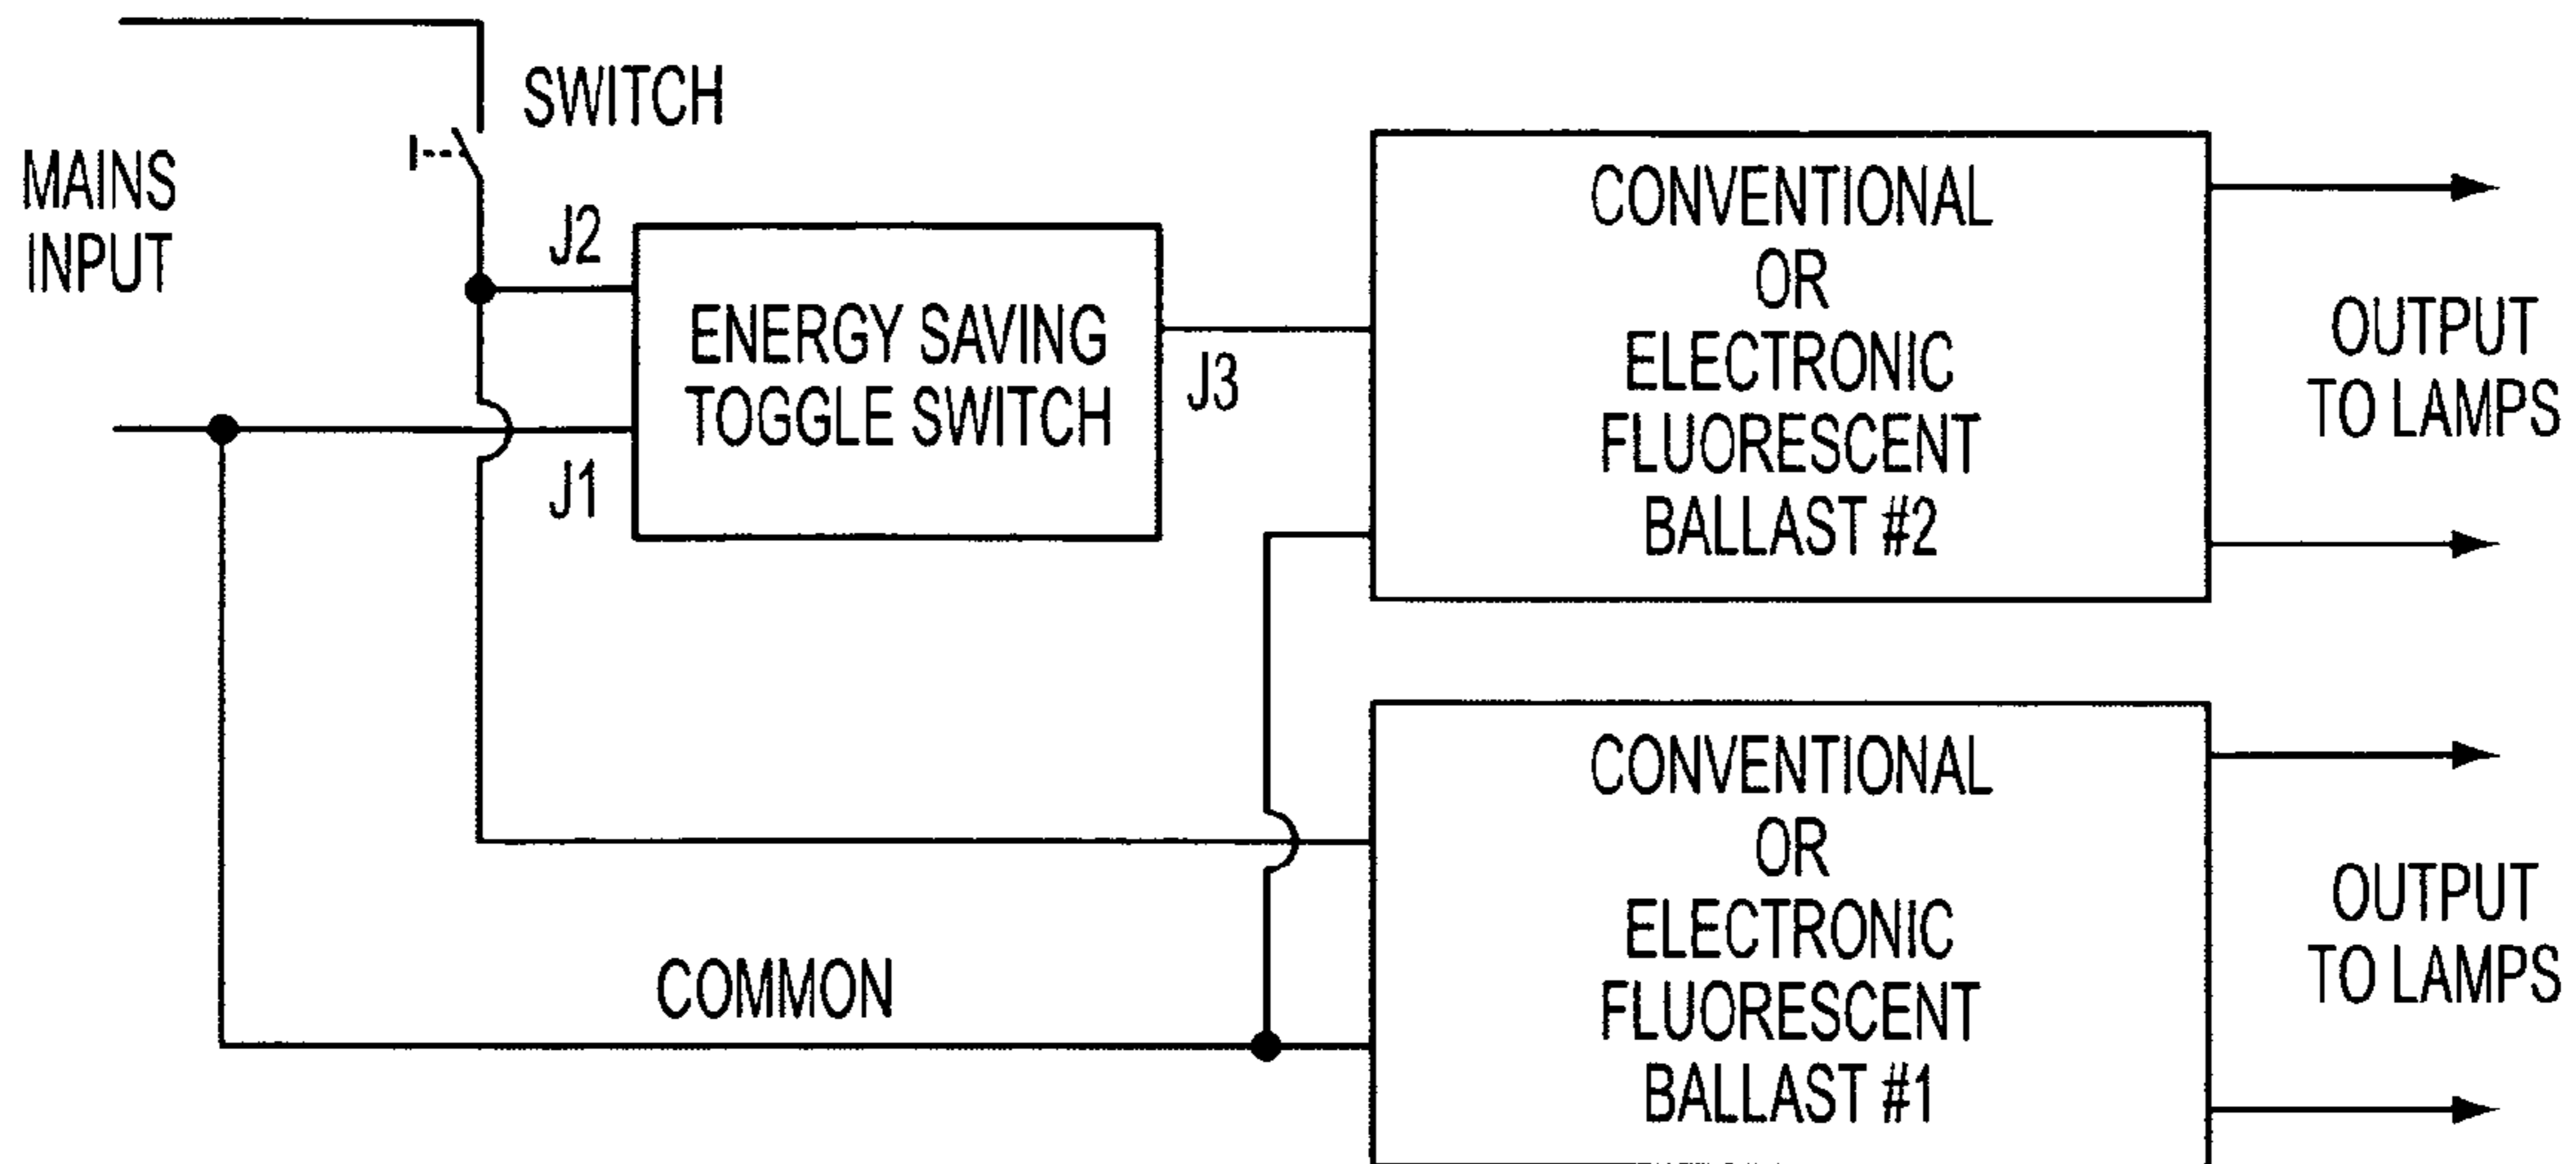 SWITCH
MAINS
INPUT
J2
J1
ENERGY SAVING
TOGGLE SWITCH
J3
CONVENTIONAL
OR
ELECTRONIC
FLUORESCENT
BALLAST #2
OUTPUT
TO LAMPS
COMMON
CONVENTIONAL
OR
ELECTRONIC
FLUORESCENT
BALLAST #1
OUTPUT
TO LAMPS